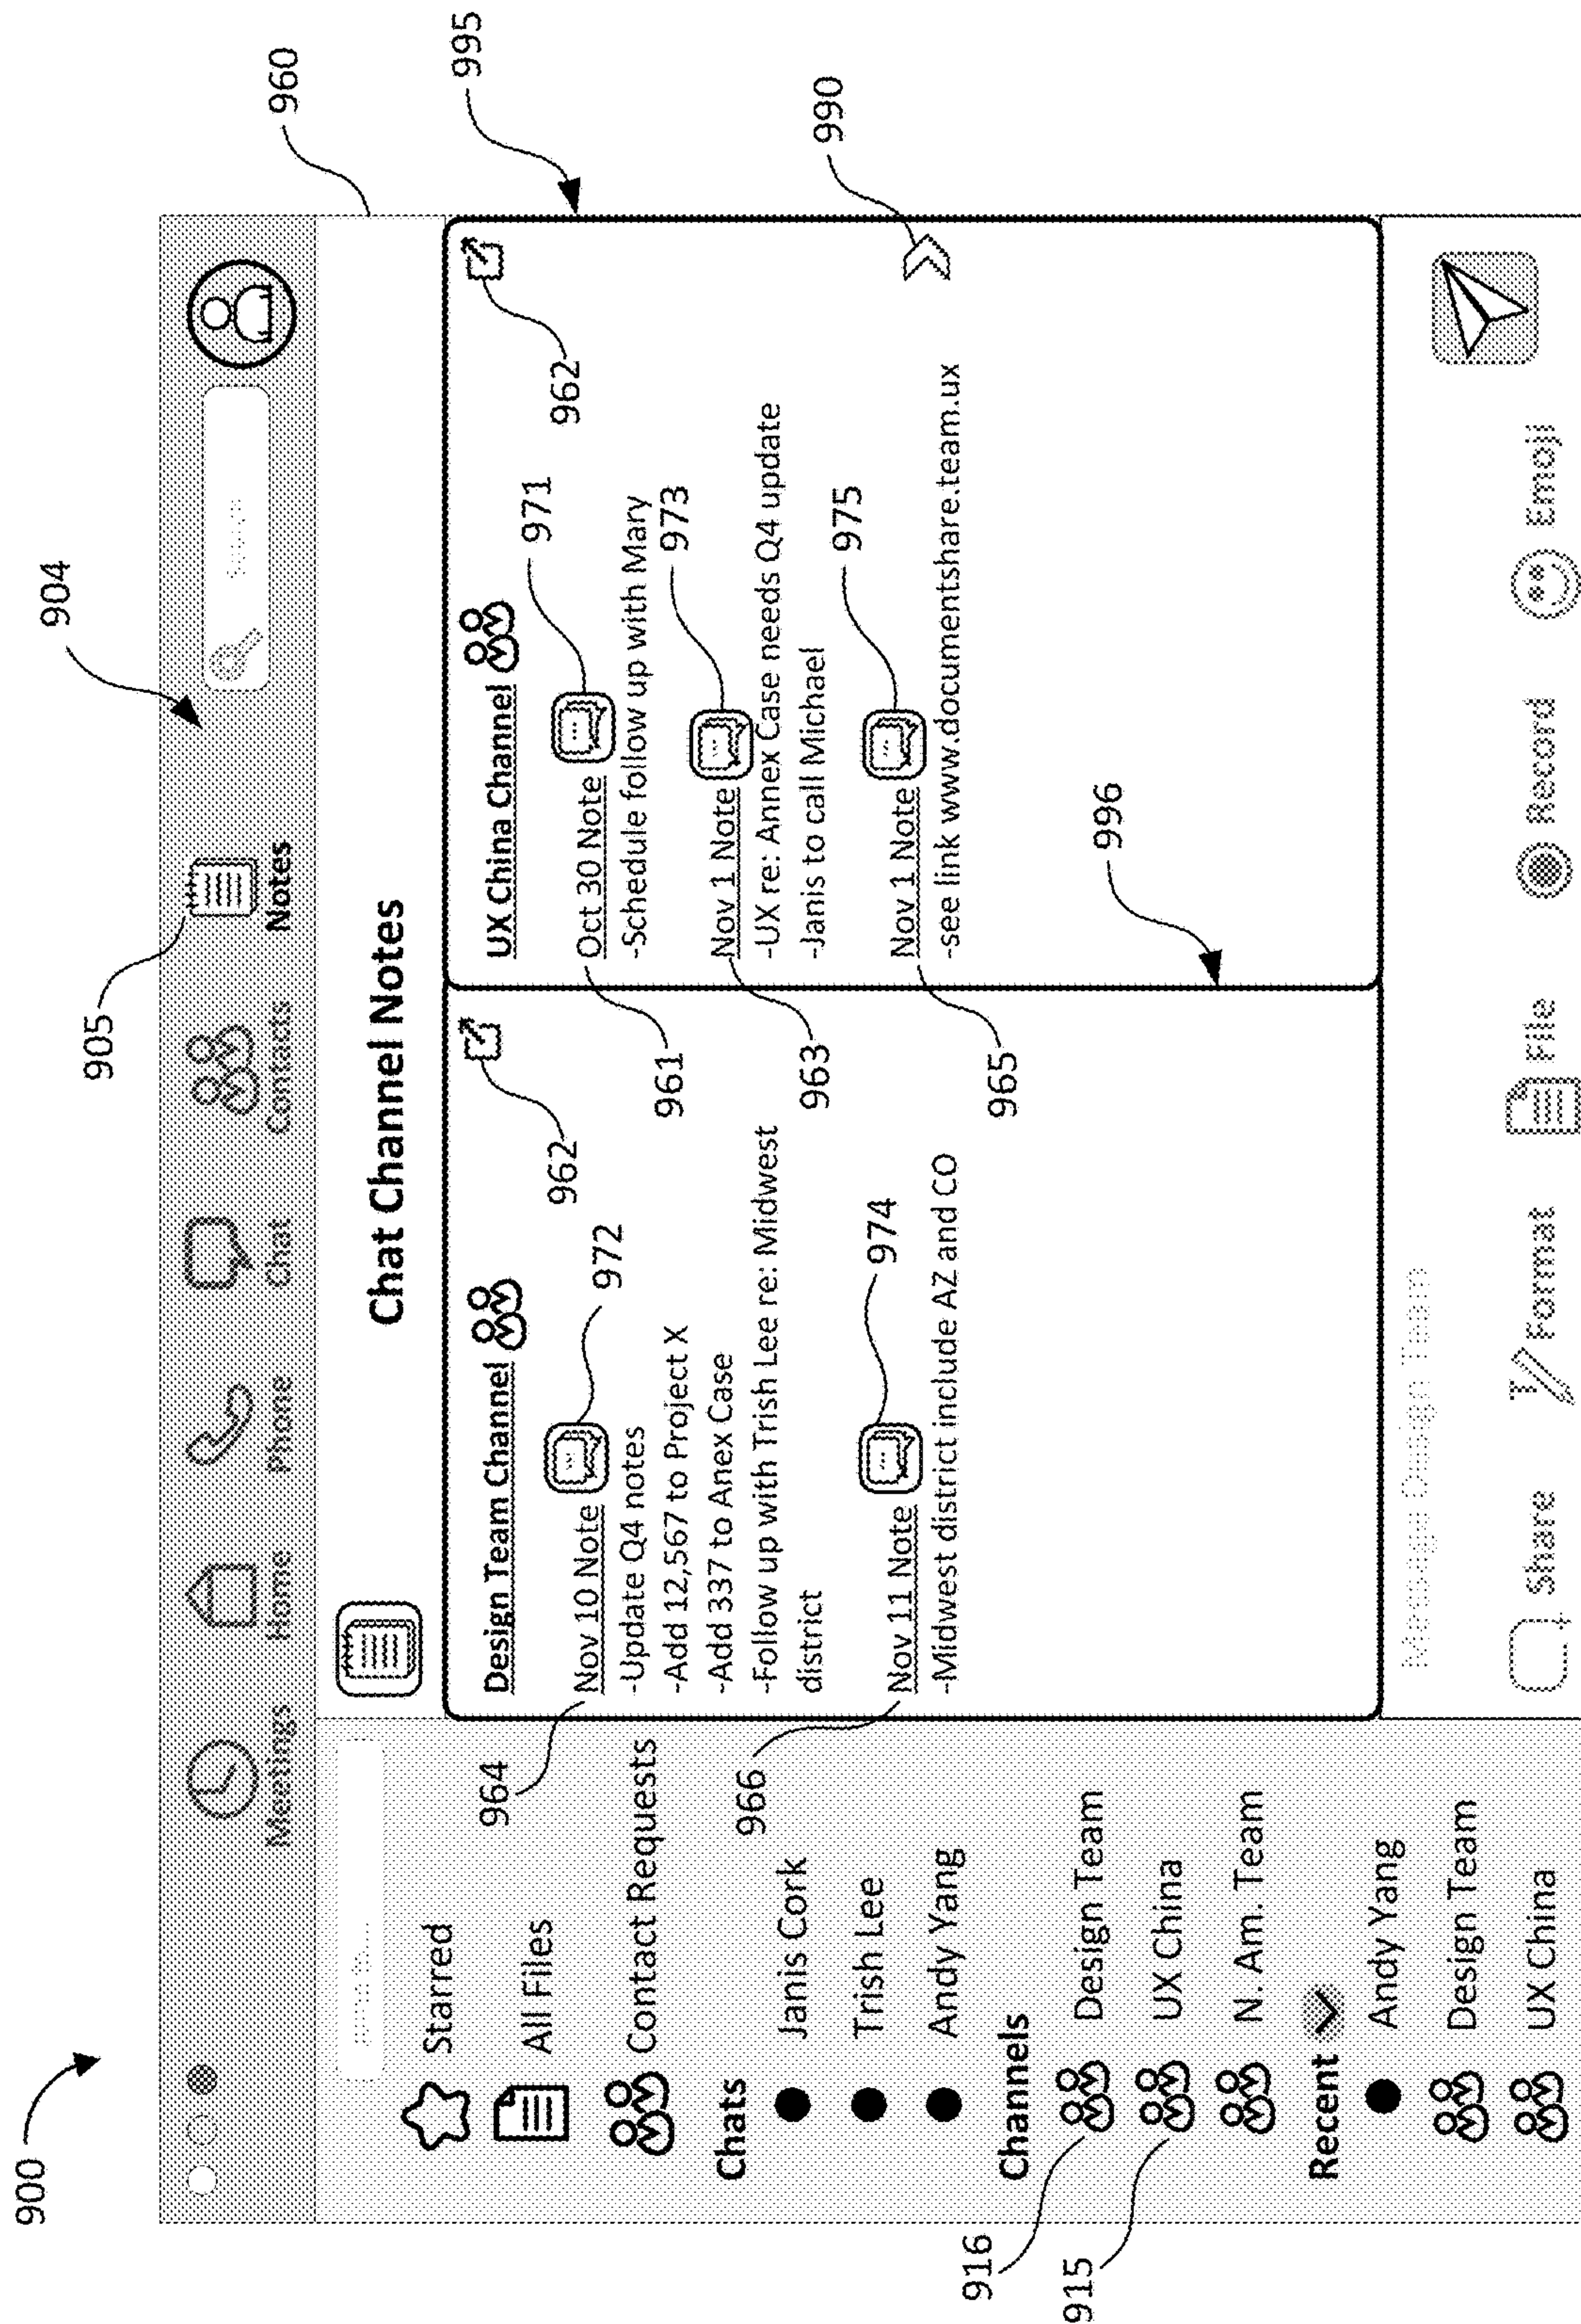 900
904
905
960
995
990
Meetings
Home
Phone
Chat
Contacts
Notes
Search
Starred
All Files
Contact Requests
Chats
Janis Cork
Trish Lee
Andy Yang
Channels
916
Design Team
915
UX China
N. Am. Team
Recent
Andy Yang
Design Team
UX China
Chat Channel Notes
Design Team Channel
962
964
Nov 10 Note
972
-Update Q4 notes
-Add 12,567 to Project X
-Add 337 to Anex Case
-Follow up with Trish Lee re: Midwest
district
966
Nov 11 Note
974
-Midwest district include AZ and CO
996
UX China Channel
962
961
Oct 30 Note
971
-Schedule follow up with Mary
963
Nov 1 Note
973
-UX re: Annex Case needs Q4 update
-Janis to call Michael
965
Nov 1 Note
975
-see link www.documentshare.team.ux
Message Design Team
Share
Format
File
Record
Emoji